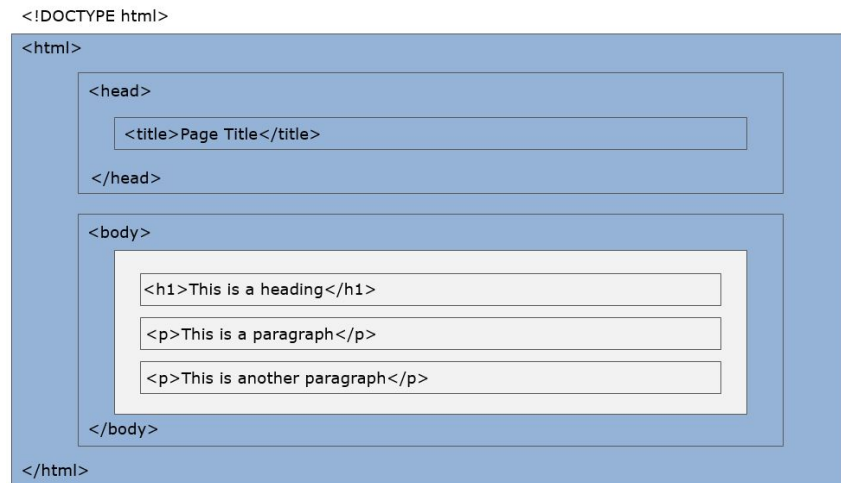 <!DOCTYPE html>
<html>
<head>
<title>Page Title</title>
</head>
<body>
<h1>This is a heading</h1>
<p>This is a paragraph</p>
<p>This is another paragraph</p>
</body>
</html>